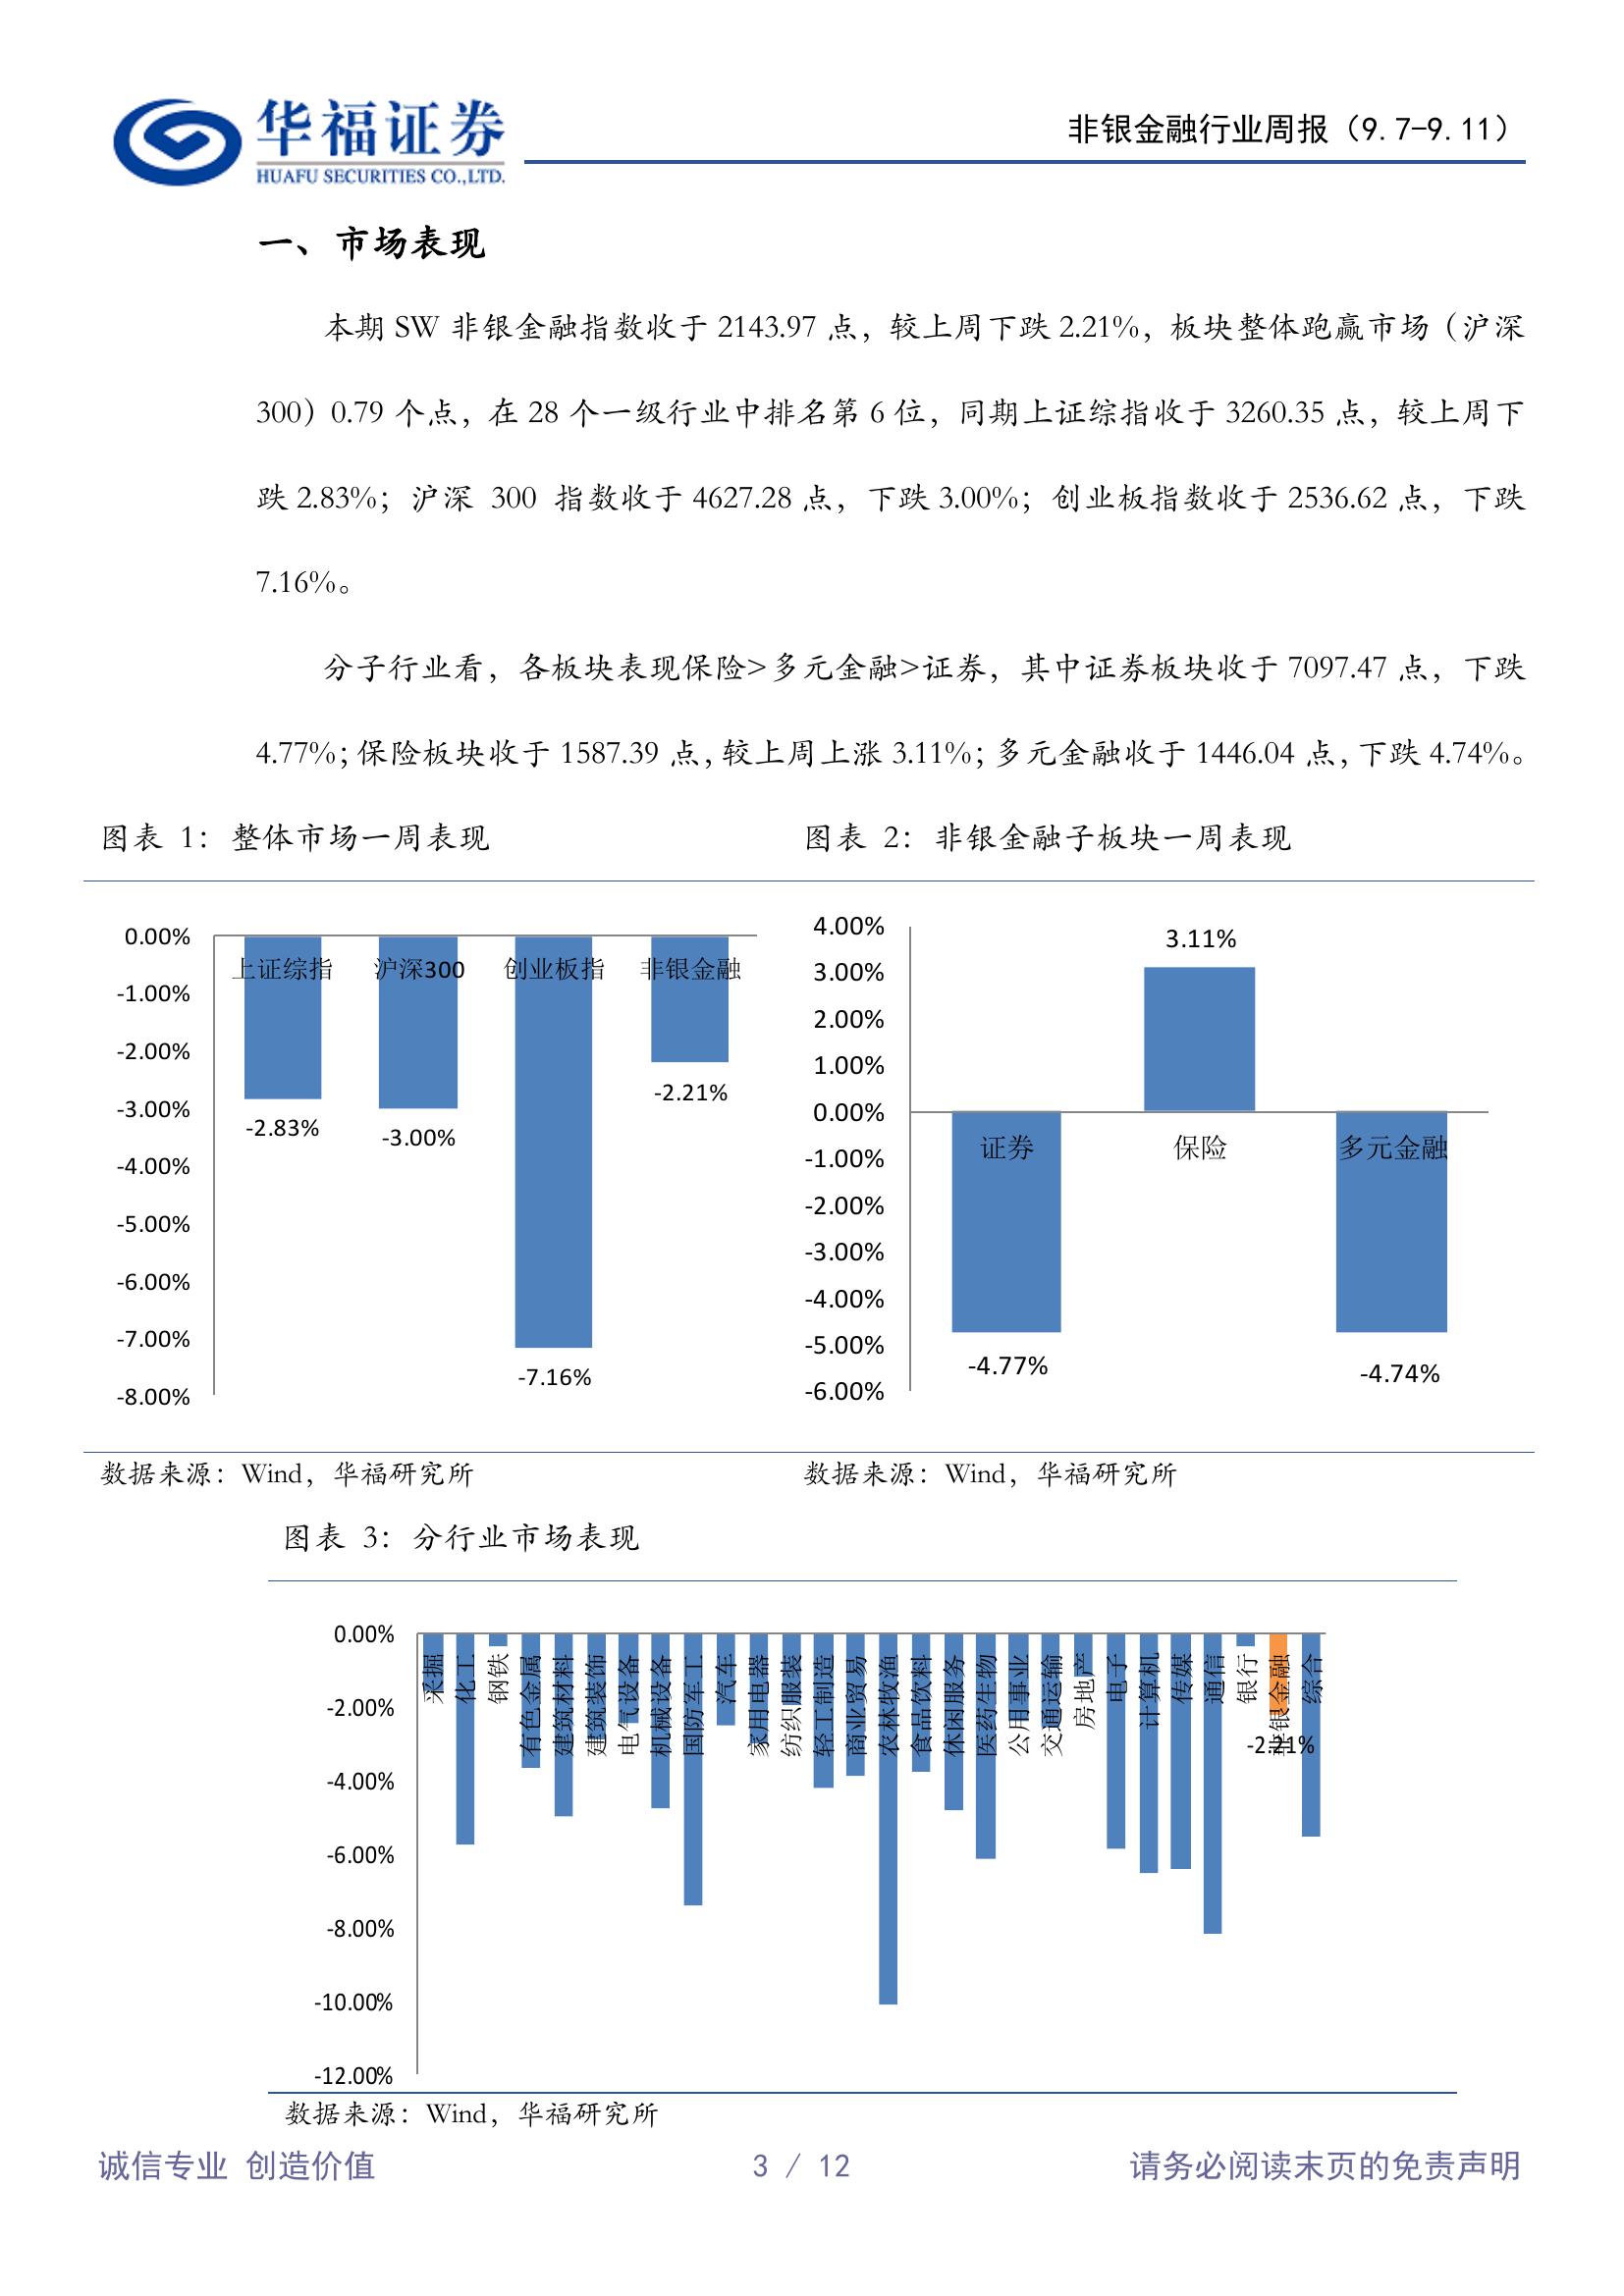 华福证券
HUAFU SECURITIES CO.,LTD.
非银金融行业周报（9.7-9.11）
一、市场表现
本期 SW 非银金融指数收于 2143.97 点，较上周下跌 2.21%，板块整体跑赢市场（沪深
300）0.79 个点，在 28 个一级行业中排名第 6 位，同期上证综指收于 3260.35 点，较上周下
跌 2.83%；沪深 300 指数收于 4627.28 点，下跌 3.00%；创业板指数收于 2536.62 点，下跌
7.16%。
分子行业看，各板块表现保险>多元金融>证券，其中证券板块收于 7097.47 点，下跌
4.77%；保险板块收于 1587.39 点，较上周上涨 3.11%；多元金融收于 1446.04 点，下跌 4.74%。
图表 1：整体市场一周表现
0.00%
-1.00%
-2.00%
-3.00%
-4.00%
-5.00%
-6.00%
-7.00%
-8.00%
上证综指 沪深300 创业板指 非银金融
-2.83%
-3.00%
-7.16%
-2.21%
数据来源：Wind，华福研究所
图表 2：非银金融子板块一周表现
4.00%
3.00%
2.00%
1.00%
0.00%
-1.00%
-2.00%
-3.00%
-4.00%
-5.00%
-6.00%
证券 保险 多元金融
-4.77%
3.11%
-4.74%
数据来源：Wind，华福研究所
图表 3：分行业市场表现
0.00%
-2.00%
-4.00%
-6.00%
-8.00%
-10.00%
-12.00%
采掘
化工
钢铁
有色金属
建筑材料
建筑装饰
电气设备
机械设备
国防军工
汽车
家用电器
纺织服装
轻工制造
商业贸易
农林牧渔
食品饮料
休闲服务
医药生物
公用事业
交通运输
房地产
电子
计算机
传媒
通信
银行
非银金融
综合
-2.21%
数据来源：Wind，华福研究所
诚信专业 创造价值
3 / 12
请务必阅读末页的免责声明